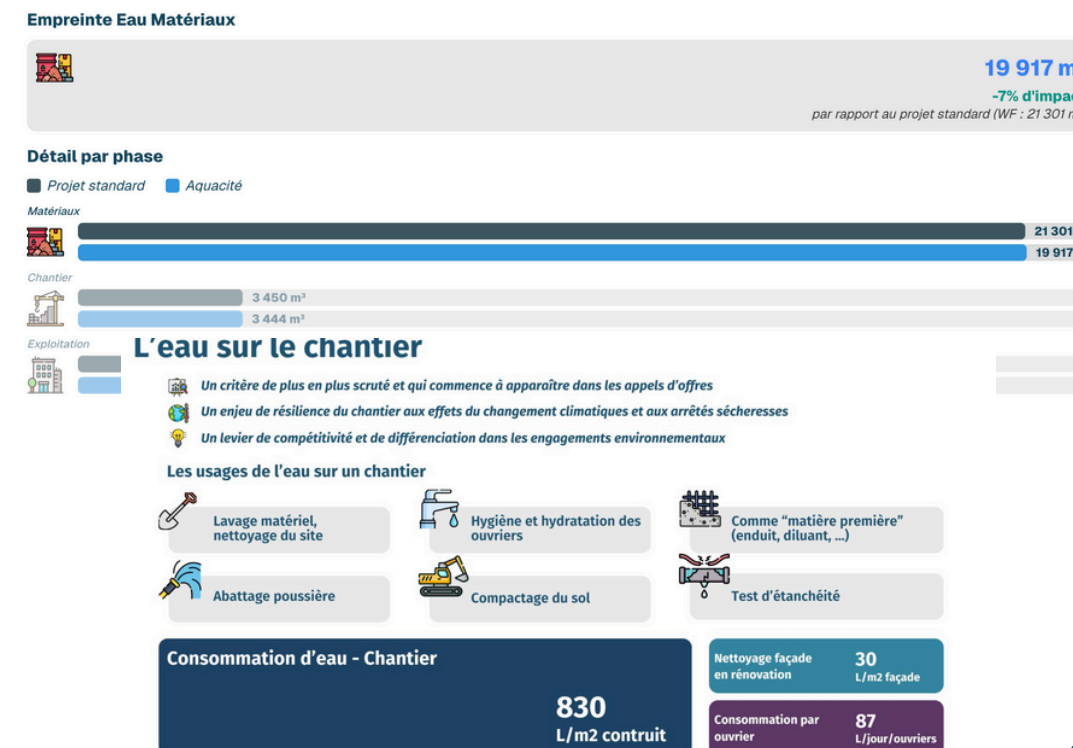 Empreinte Eau Matériaux
19 917 m
-7% d'impac
par rapport au projet standard (WF : 21 301 m
Détail par phase
Projet standard
Aquacité
Matériaux
21 301
19 917
Chantier
3 450 m³
3 444 m³
Exploitation
L'eau sur le chantier
Un critère de plus en plus scruté et qui commence à apparaître dans les appels d'offres
Un enjeu de résilience du chantier aux effets du changement climatiques et aux arrêtés sécheresses
Un levier de compétitivité et de différenciation dans les engagements environnementaux
Les usages de l'eau sur un chantier
Lavage matériel,
nettoyage du site
Hygiène et hydratation des
ouvriers
Comme “matière première”
(enduit, diluant, ...)
Abattage poussière
Compactage du sol
Test d'étanchéité
Consommation d'eau - Chantier
830
L/m2 contruit
Nettoyage façade
en rénovation
30
L/m2 façade
Consommation par
ouvrier
87
L/jour/ouvriers